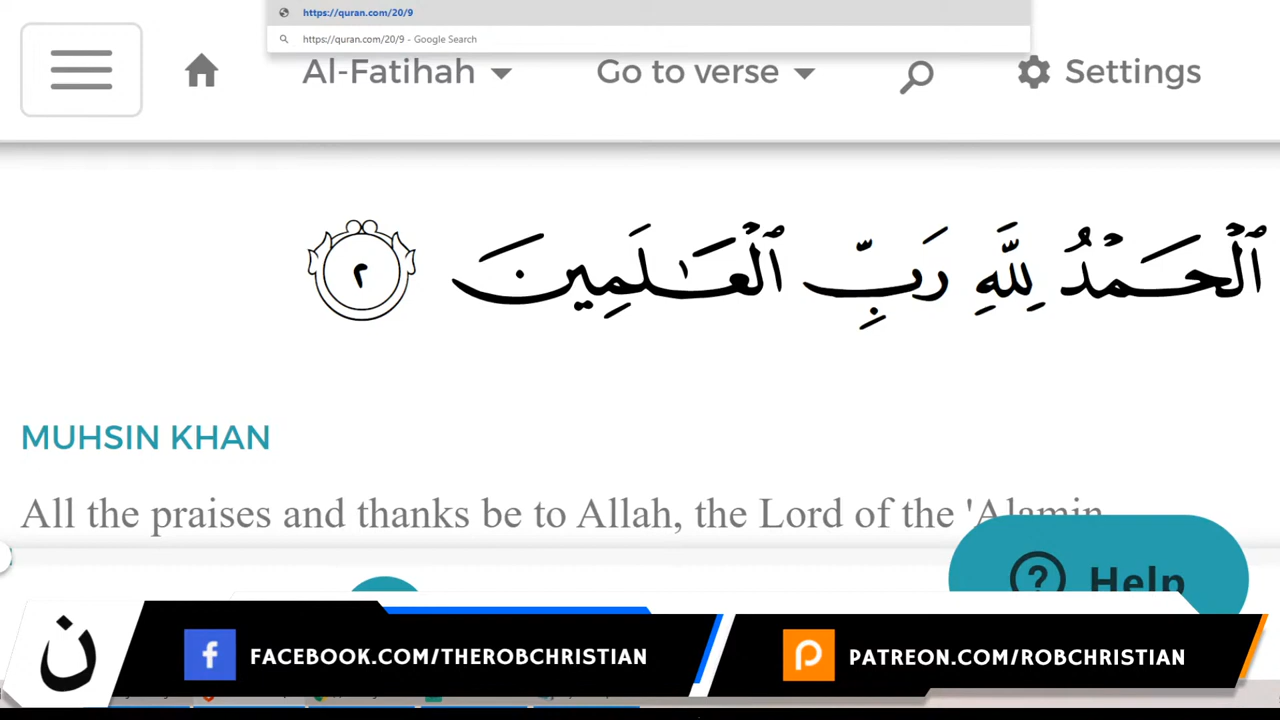 https://quran.com/20/9
https://quran.com/20/9 - Google Search
Al-Fatihah
Go to verse
Settings
ٱلْحَمْدُ لِلَّهِ رَبِّ ٱلْعَـٰلَمِينَ ٢
MUHSIN KHAN
All the praises and thanks be to Allah, the Lord of the 'Alamin
Help
ن
FACEBOOK.COM/THEROBCHRISTIAN
PATREON.COM/ROBCHRISTIAN